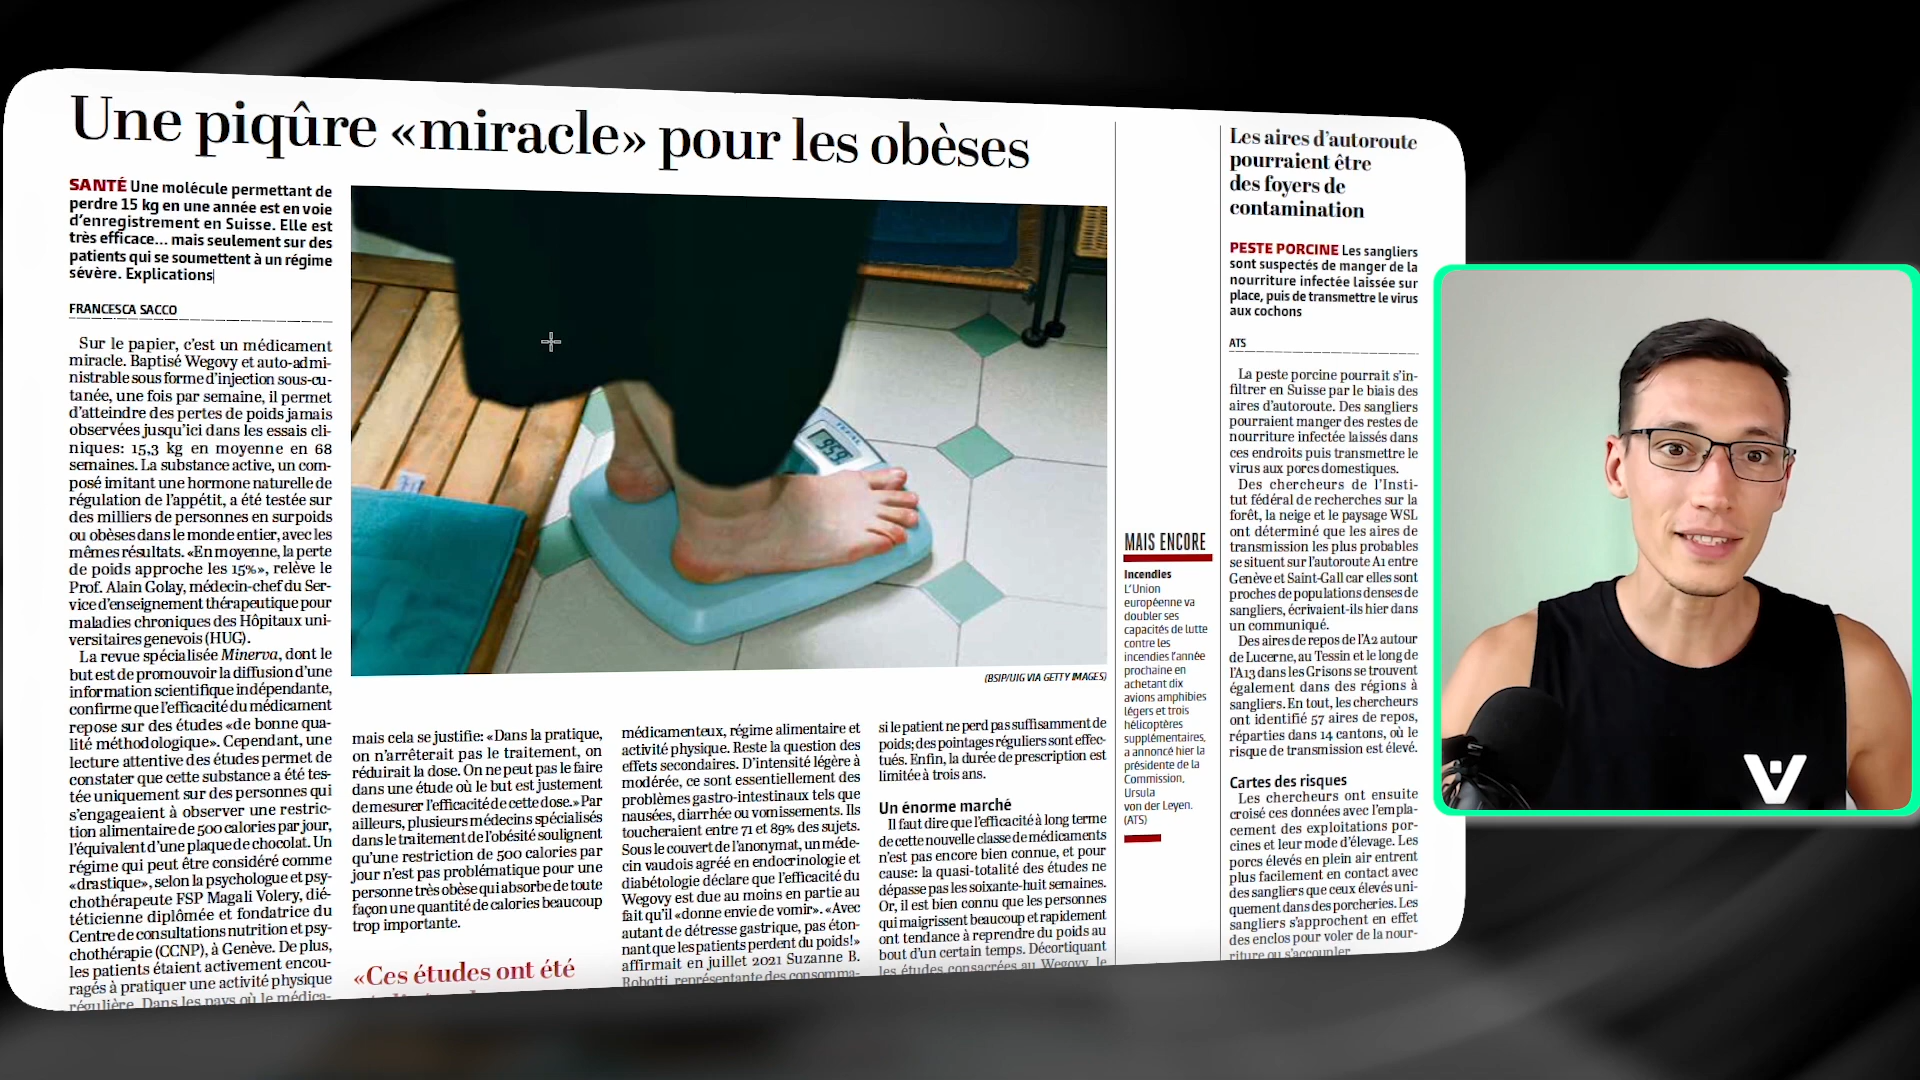 Une piqûre «miracle» pour les obèses
SANTÉ Une molécule permettant de
perdre 15 kg en une année est en voie
d'enregistrement en Suisse. Elle est
très efficace... mais seulement sur des
patients qui se soumettent à un régime
sévère. Explications
FRANCESCA SACCO
Sur le papier, c'est un médicament
miracle. Baptisé Wegovy et auto-admi-
nistrable sous forme d'injection sous-cu-
tanée, une fois par semaine, il permet
d'atteindre des pertes de poids jamais
observées jusqu'ici dans les essais cli-
niques: 15,3 kg en moyenne en 68
semaines. La substance active, un com-
posé imitant une hormone naturelle de
régulation de l'appétit, a été testée sur
des milliers de personnes en surpoids
ou obèses dans le monde entier, avec les
mêmes résultats. «En moyenne, la perte
de poids approche les 15%», relève le
Prof. Alain Golay, médecin-chef du Ser-
vice d'enseignement thérapeutique pour
maladies chroniques des Hôpitaux uni-
versitaires genevois (HUG).
La revue spécialisée Minerva, dont le
but est de promouvoir la diffusion d'une
information scientifique indépendante,
confirme que l'efficacité du médicament
repose sur des études «de bonne qua-
lité méthodologique». Cependant, une
lecture attentive des études permet de
constater que cette substance a été tes-
tée uniquement sur des personnes qui
s'engageaient à observer une restric-
tion alimentaire de 500 calories par jour,
l'équivalent d'une plaque de chocolat. Un
régime qui peut être considéré comme
«drastique», selon la psychologue et psy-
chothérapeute FSP Magali Volery, dié-
téticienne diplômée et fondatrice du
Centre de consultations nutrition et psy-
chothérapie (CCNP), à Genève. De plus,
les patients étaient activement encou-
ragés à pratiquer une activité physique
régulière. Dans les pays où le médica-
(BSIP/UIG VIA GETTY IMAGES)
mais cela se justifie: «Dans la pratique,
on n'arrêterait pas le traitement, on
réduirait la dose. On ne peut pas le faire
dans une étude où le but est justement
de mesurer l'efficacité de cette dose.» Par
ailleurs, plusieurs médecins spécialisés
dans le traitement de l'obésité soulignent
qu'une restriction de 500 calories par
jour n'est pas problématique pour une
personne très obèse qui absorbe de toute
façon une quantité de calories beaucoup
trop importante.
«Ces études ont été
médicamenteux, régime alimentaire et
activité physique. Reste la question des
effets secondaires. D'intensité légère à
modérée, ce sont essentiellement des
problèmes gastro-intestinaux tels que
nausées, diarrhée ou vomissements. Ils
toucheraient entre 71 et 89% des sujets.
Sous le couvert de l'anonymat, un méde-
cin vaudois agréé en endocrinologie et
diabétologie déclare que l'efficacité du
Wegovy est due au moins en partie au
fait qu'il «donne envie de vomir». «Avec
autant de détresse gastrique, pas éton-
nant que les patients perdent du poids!»
affirmait en juillet 2021 Suzanne B.
Robotti, représentante des consomma-
si le patient ne perd pas suffisamment de
poids; des pointages réguliers sont effec-
tués. Enfin, la durée de prescription est
limitée à trois ans.
Un énorme marché
Il faut dire que l'efficacité à long terme
de cette nouvelle classe de médicaments
n'est pas encore bien connue, et pour
cause: la quasi-totalité des études ne
dépasse pas les soixante-huit semaines.
Or, il est bien connu que les personnes
qui maigrissent beaucoup et rapidement
ont tendance à reprendre du poids au
bout d'un certain temps. Décortiquant
les études consacrées au Wegovy, le
MAIS ENCORE
Incendies
L'Union
européenne va
doubler ses
capacités de lutte
contre les
incendies l'année
prochaine en
achetant dix
avions amphibies
légers et trois
hélicoptères
supplémentaires,
a annoncé hier la
présidente de la
Commission,
Ursula
von der Leyen.
(ATS)
Les aires d'autoroute
pourraient être
des foyers de
contamination
PESTE PORCINE Les sangliers
sont suspectés de manger de la
nourriture infectée laissée sur
place, puis de transmettre le virus
aux cochons
ATS
La peste porcine pourrait s'in-
filtrer en Suisse par le biais des
aires d'autoroute. Des sangliers
pourraient manger des restes de
nourriture infectée laissés dans
ces endroits puis transmettre le
virus aux porcs domestiques.
Des chercheurs de l'Insti-
tut fédéral de recherches sur la
forêt, la neige et le paysage WSL
ont déterminé que les aires de
transmission les plus probables
se situent sur l'autoroute A1 entre
Genève et Saint-Gall car elles sont
proches de populations denses de
sangliers, écrivaient-ils hier dans
un communiqué.
Des aires de repos de l'A2 autour
de Lucerne, au Tessin et le long de
l'A13 dans les Grisons se trouvent
également dans des régions à
sangliers. En tout, les chercheurs
ont identifié 57 aires de repos,
réparties dans 14 cantons, où le
risque de transmission est élevé.
Cartes des risques
Les chercheurs ont ensuite
croisé ces données avec l'empla-
cement des exploitations por-
cines et leur mode d'élevage. Les
porcs élevés en plein air entrent
plus facilement en contact avec
des sangliers que ceux élevés uni-
quement dans des porcheries. Les
sangliers s'approchent en effet
des enclos pour voler de la nour-
riture ou s'accoupler.